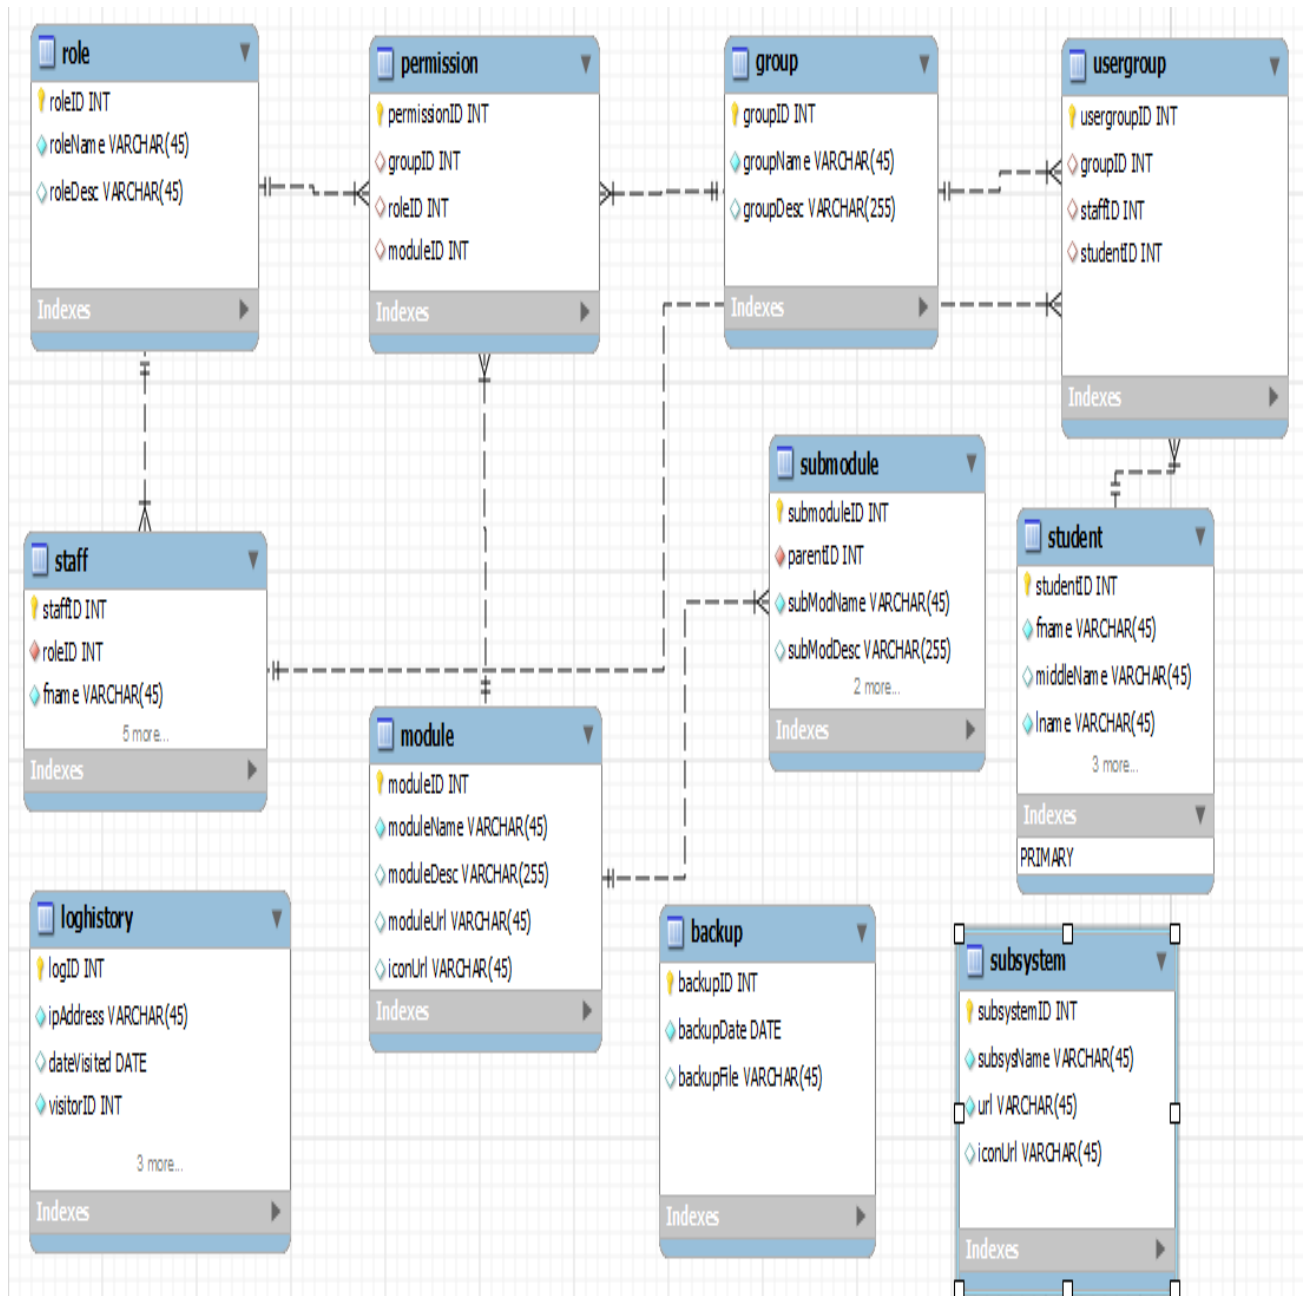 role
roleID INT
roleName VARCHAR(45)
roleDesc VARCHAR(45)
Indexes
permission
permissionID INT
groupID INT
roleID INT
moduleID INT
Indexes
group
groupID INT
groupName VARCHAR(45)
groupDesc VARCHAR(255)
Indexes
usergroup
usergroupID INT
groupID INT
staffID INT
studentID INT
Indexes
staff
staffID INT
roleID INT
fname VARCHAR(45)
5 more...
Indexes
module
moduleID INT
moduleName VARCHAR(45)
moduleDesc VARCHAR(255)
moduleUrl VARCHAR(45)
iconUrl VARCHAR(45)
Indexes
submodule
submoduleID INT
parentID INT
subModName VARCHAR(45)
subModDesc VARCHAR(255)
2 more...
Indexes
student
studentID INT
fname VARCHAR(45)
middleName VARCHAR(45)
lname VARCHAR(45)
3 more...
Indexes
PRIMARY
loghistory
logID INT
ipAddress VARCHAR(45)
dateVisited DATE
visitorID INT
3 more...
Indexes
backup
backupID INT
backupDate DATE
backupFile VARCHAR(45)
Indexes
subsystem
subsystemID INT
subsysName VARCHAR(45)
url VARCHAR(45)
iconUrl VARCHAR(45)
Indexes